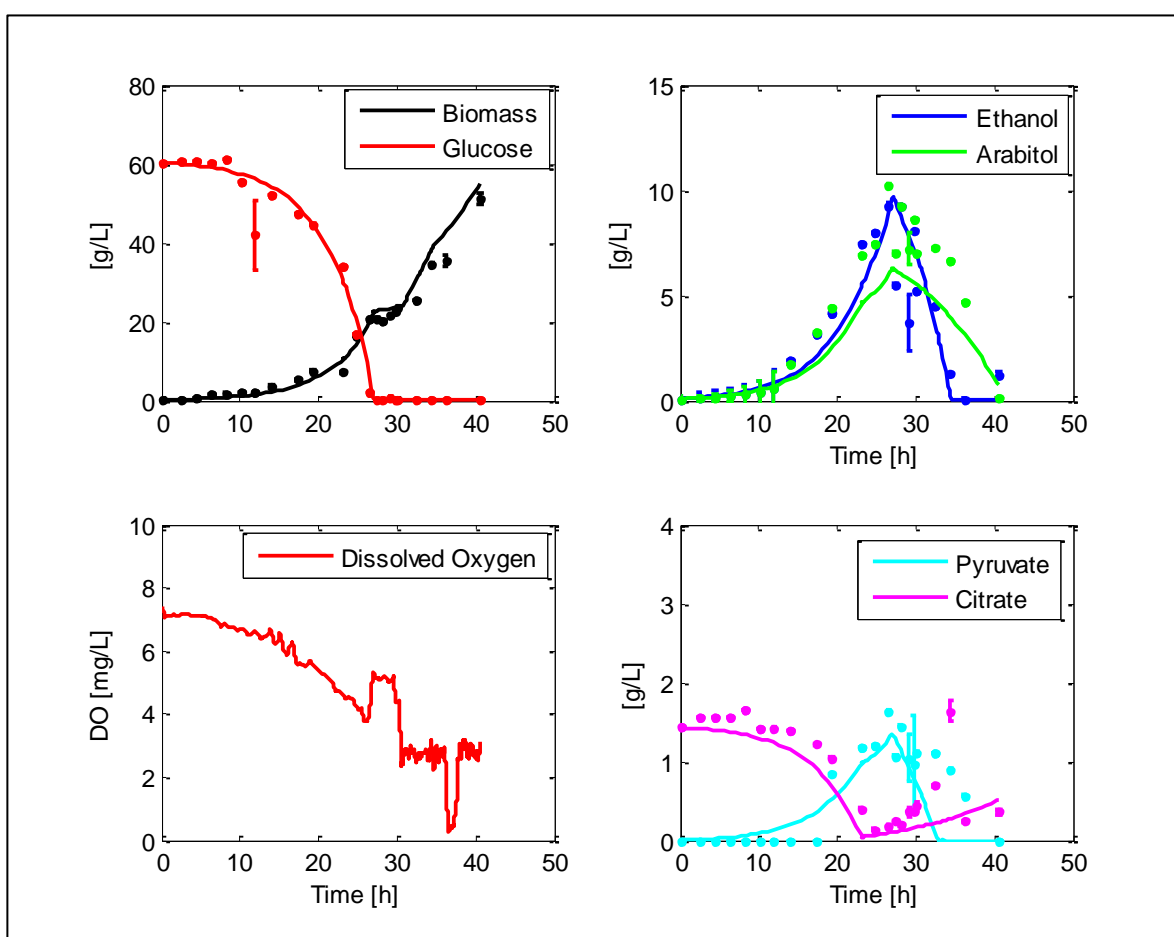 80
60
40
20
0
[g/L]
0 10 20 30 40 50
Biomass
Glucose
15
10
5
0
[g/L]
0 10 20 30 40 50
Time [h]
Ethanol
Arabitol
10
8
6
4
2
0
DO [mg/L]
0 10 20 30 40 50
Time [h]
Dissolved Oxygen
4
3
2
1
0
[g/L]
0 10 20 30 40 50
Time [h]
Pyruvate
Citrate